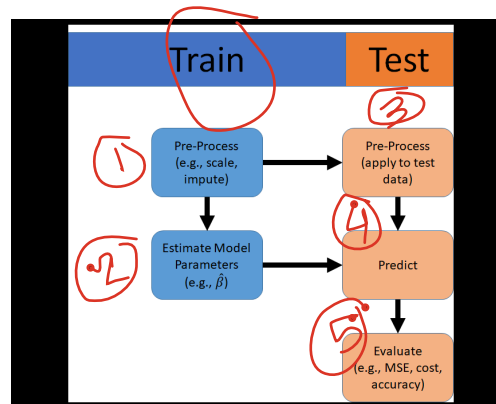 Train
Test
1
3
Pre-Process
(e.g., scale,
impute)
Pre-Process
(apply to test
data)
2
4
Estimate Model
Parameters
(e.g., β̂)
Predict
5
Evaluate
(e.g., MSE, cost,
accuracy)